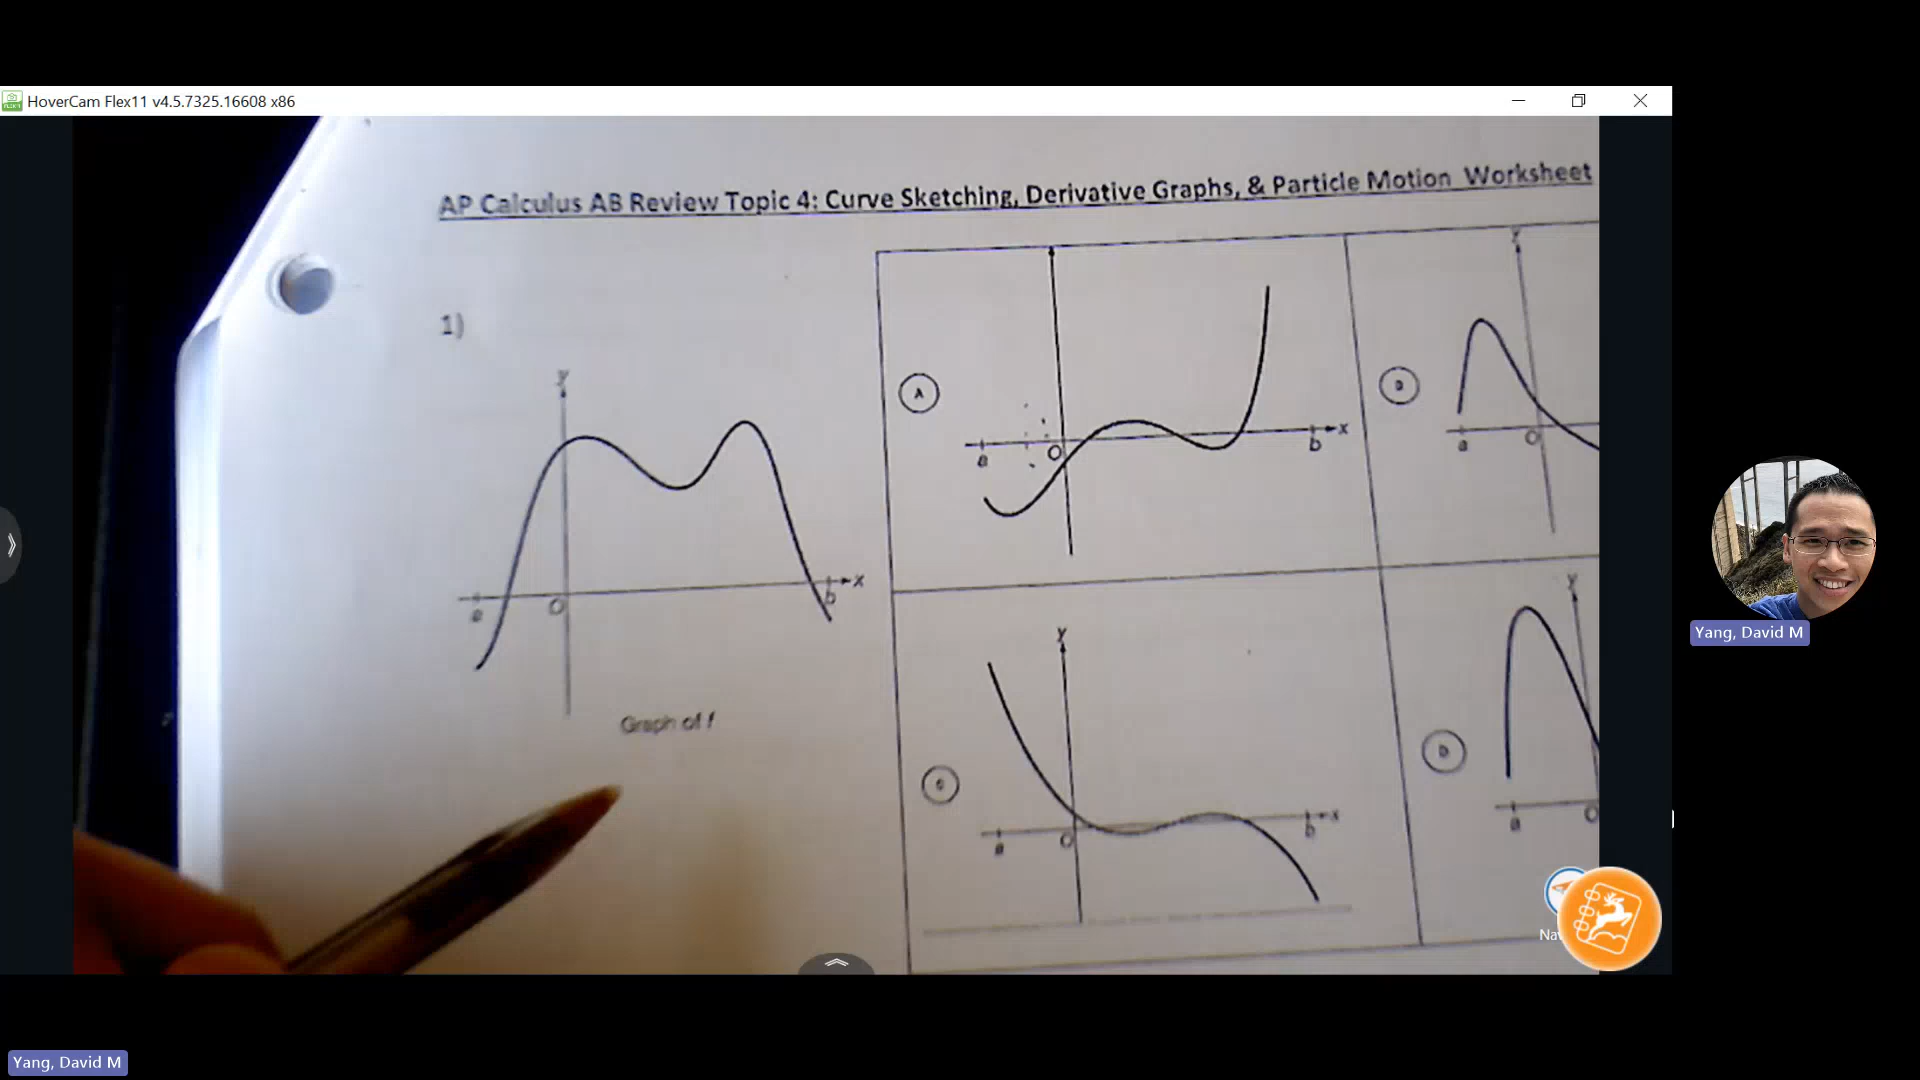 HoverCam Flex11 v4.5.7325.16608 x86
AP Calculus AB Review Topic 4: Curve Sketching, Derivative Graphs, & Particle Motion Worksheet
1)
y
x
a
O
b
Graph of f
A
x
a
O
b
B
y
a
O
C
y
x
a
O
b
D
y
a
O
Yang, David M
Yang, David M